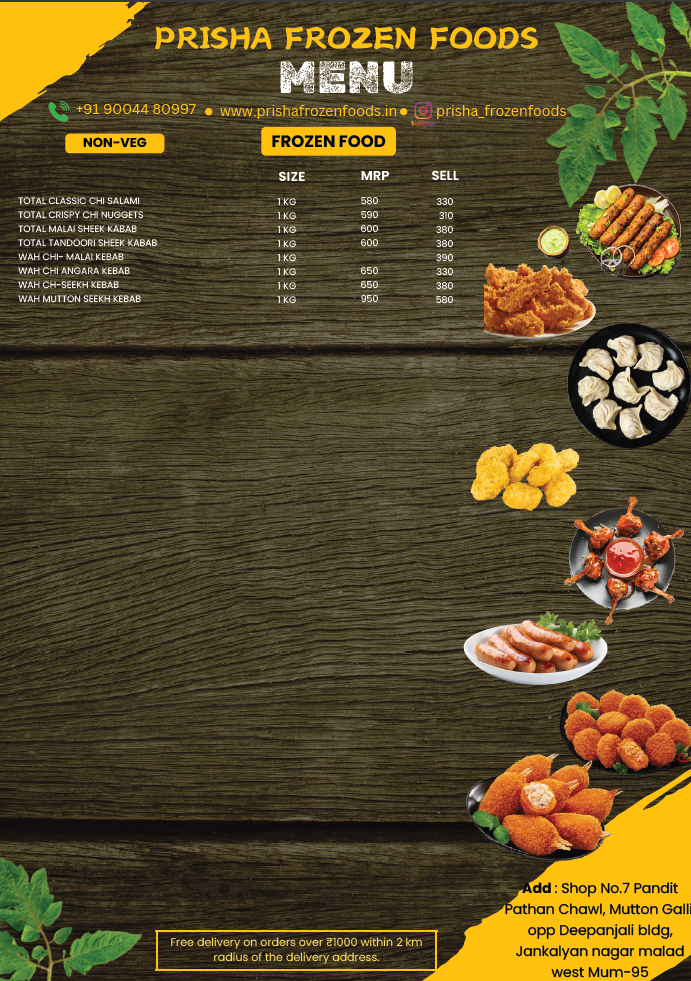 PRISHA FROZEN FOODS
MENU
+91 90044 80997 ● www.prishafrozenfoods.in ● prisha_frozenfoods
NON-VEG
FROZEN FOOD
SIZE MRP SELL
TOTAL CLASSIC CHI SALAMI 1 KG 580 330
TOTAL CRISPY CHI NUGGETS 1 KG 590 310
TOTAL MALAI SHEEK KABAB 1 KG 600 380
TOTAL TANDOORI SHEEK KABAB 1 KG 600 380
WAH CHI- MALAI KEBAB 1 KG 390
WAH CHI ANGARA KEBAB 1 KG 650 330
WAH CH-SEEKH KEBAB 1 KG 650 380
WAH MUTTON SEEKH KEBAB 1 KG 950 580
Add : Shop No.7 Pandit
Pathan Chawl, Mutton Galli
opp Deepanjali bldg,
Jankalyan nagar malad
west Mum-95
Free delivery on orders over ₹1000 within 2 km
radius of the delivery address.